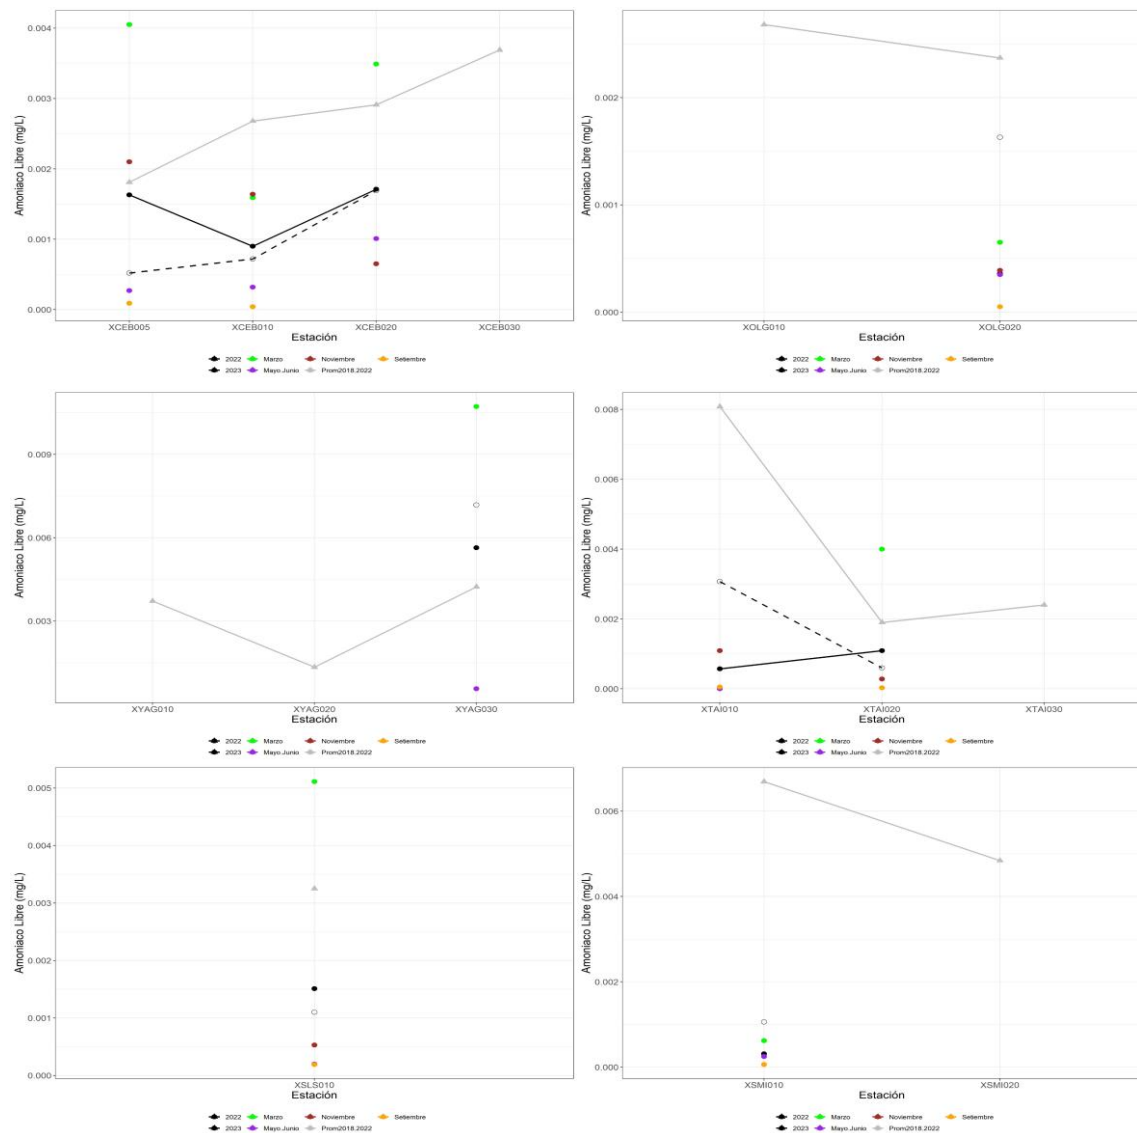 Amoniaco Libre (mg/L)
0.004
0.003
0.002
0.001
0.000
XCEB005 XCEB010 XCEB020 XCEB030
Estación
2022 Marzo Noviembre Setiembre
2023 Mayo.Junio Prom2018.2022
Amoniaco Libre (mg/L)
0.002
0.001
0.000
XOLG010 XOLG020
Estación
2022 Marzo Noviembre Setiembre
2023 Mayo.Junio Prom2018.2022
Amoniaco Libre (mg/L)
0.009
0.006
0.003
XYAG010 XYAG020 XYAG030
Estación
2022 Marzo Noviembre Setiembre
2023 Mayo.Junio Prom2018.2022
Amoniaco Libre (mg/L)
0.008
0.006
0.004
0.002
0.000
XTAI010 XTAI020 XTAI030
Estación
2022 Marzo Noviembre Setiembre
2023 Mayo.Junio Prom2018.2022
Amoniaco Libre (mg/L)
0.005
0.004
0.003
0.002
0.001
0.000
XSLS010
Estación
2022 Marzo Noviembre Setiembre
2023 Mayo.Junio Prom2018.2022
Amoniaco Libre (mg/L)
0.006
0.004
0.002
0.000
XSMI010 XSMI020
Estación
2022 Marzo Noviembre Setiembre
2023 Mayo.Junio Prom2018.2022